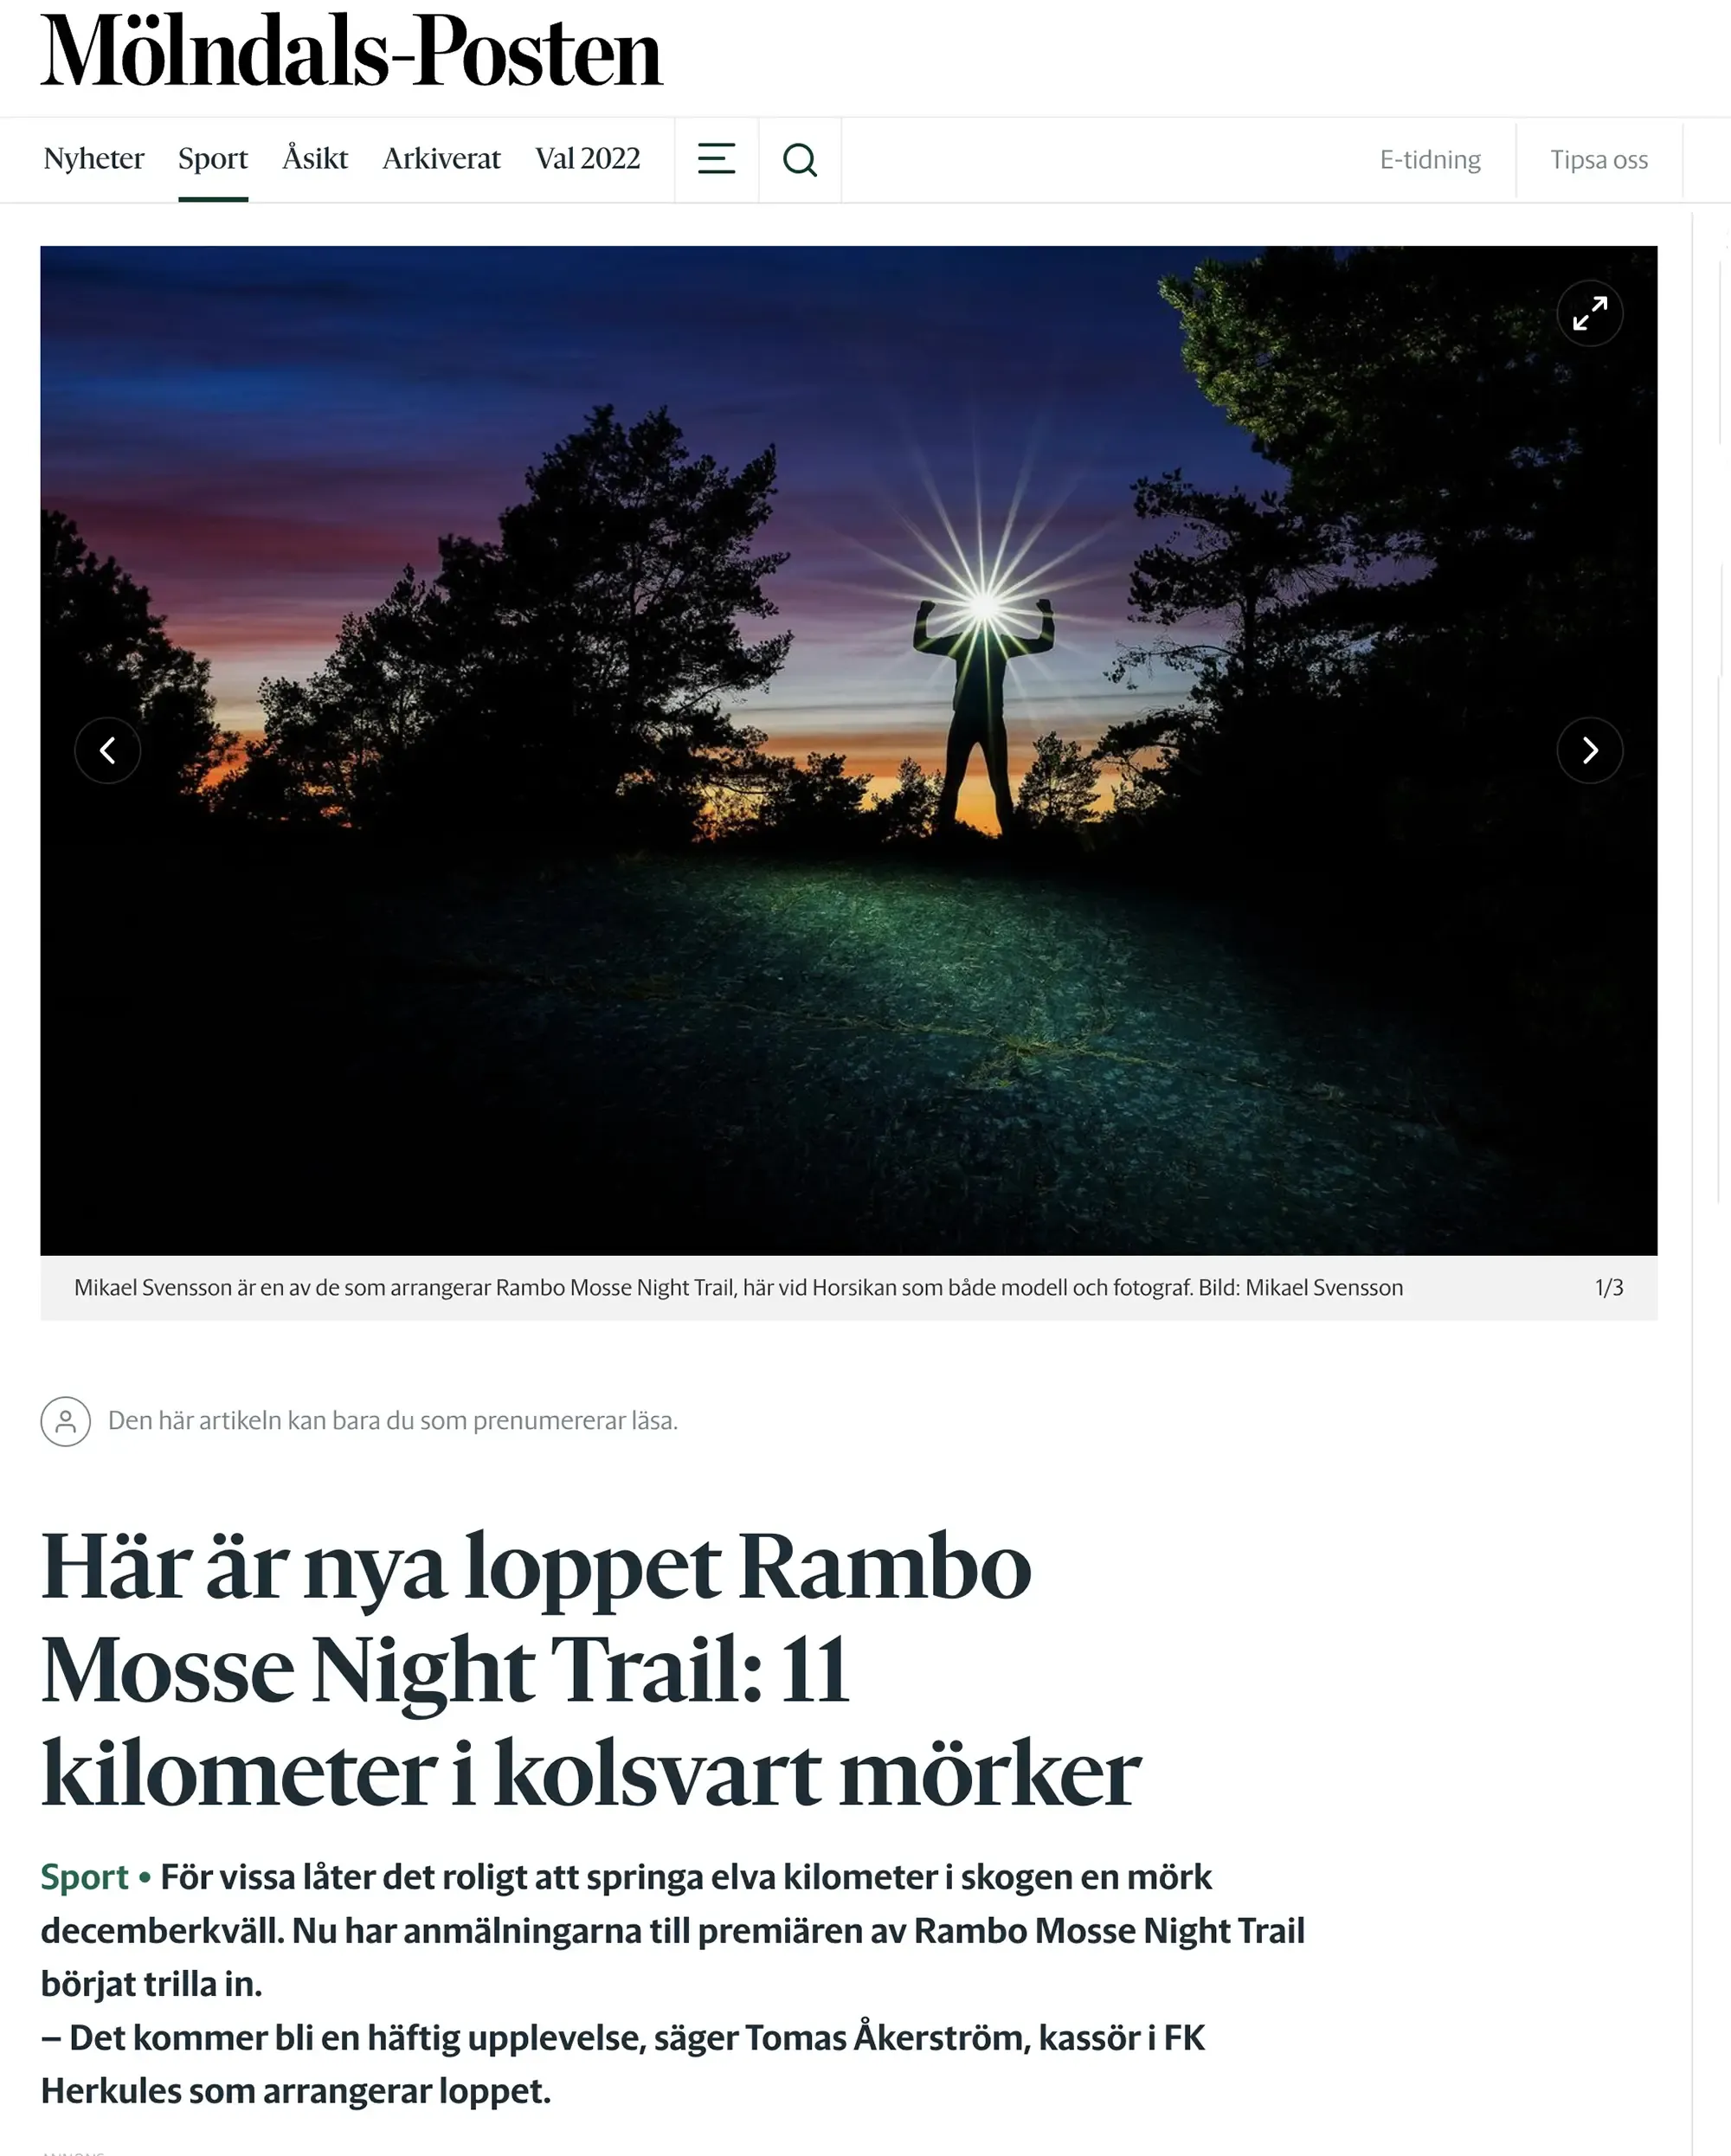 Mölndals-Posten
Nyheter Sport Åsikt Arkiverat Val 2022 E-tidning Tipsa oss
Mikael Svensson är en av de som arrangerar Rambo Mosse Night Trail, här vid Horsikan som både modell och fotograf. Bild: Mikael Svensson 1/3
Den här artikeln kan bara du som prenumererar läsa.
Här är nya loppet Rambo
Mosse Night Trail: 11
kilometer i kolsvart mörker
Sport • För vissa låter det roligt att springa elva kilometer i skogen en mörk
decemberkväll. Nu har anmälningarna till premiären av Rambo Mosse Night Trail
börjat trilla in.
– Det kommer bli en häftig upplevelse, säger Tomas Åkerström, kassör i FK
Herkules som arrangerar loppet.